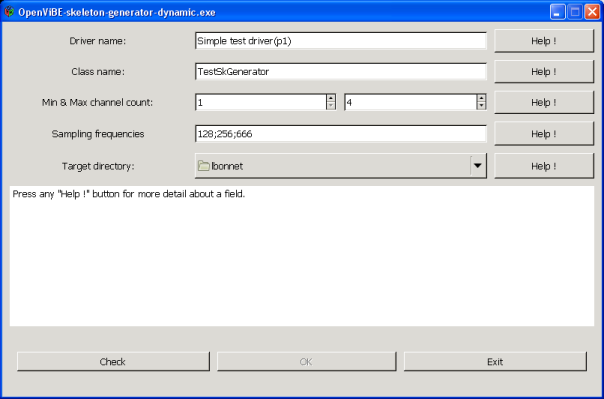 OpenViBE-skeleton-generator-dynamic.exe
Driver name: Simple test driver(p1) Help !
Class name: TestSkGenerator Help !
Min & Max channel count: 1 4 Help !
Sampling frequencies 128;256;666 Help !
Target directory: lbonnet Help !
Press any "Help !" button for more detail about a field.
Check OK Exit